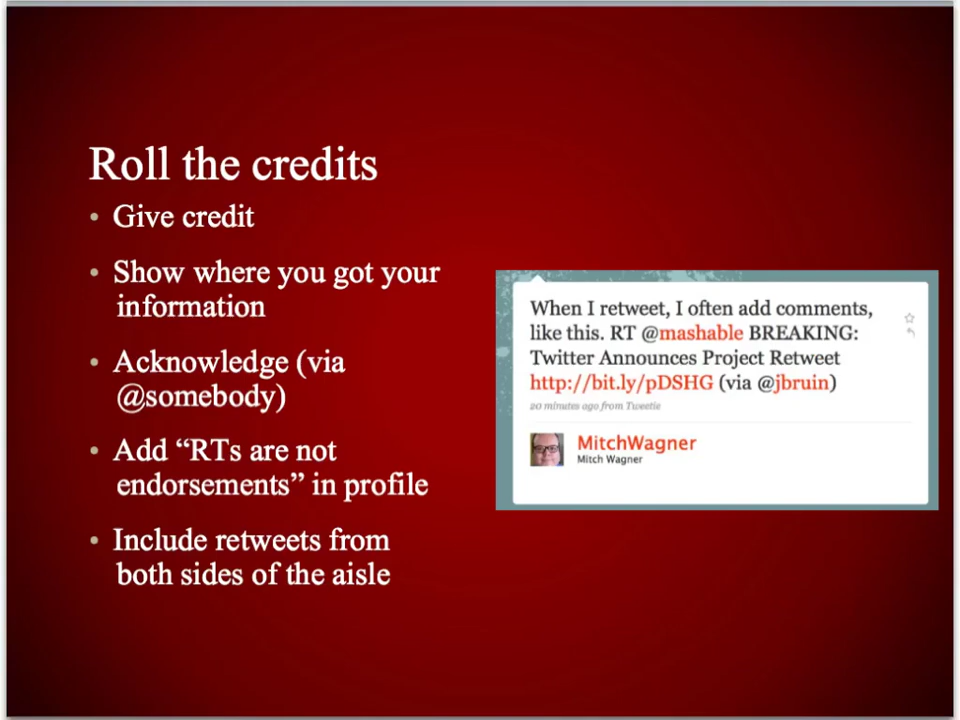 Roll the credits
• Give credit
• Show where you got your
information
• Acknowledge (via
@somebody)
• Add “RTs are not
endorsements” in profile
• Include retweets from
both sides of the aisle
When I retweet, I often add comments,
like this. RT @mashable BREAKING:
Twitter Announces Project Retweet
http://bit.ly/pDSHG (via @jbruin)
20 minutes ago from Tweetie
MitchWagner
Mitch Wagner